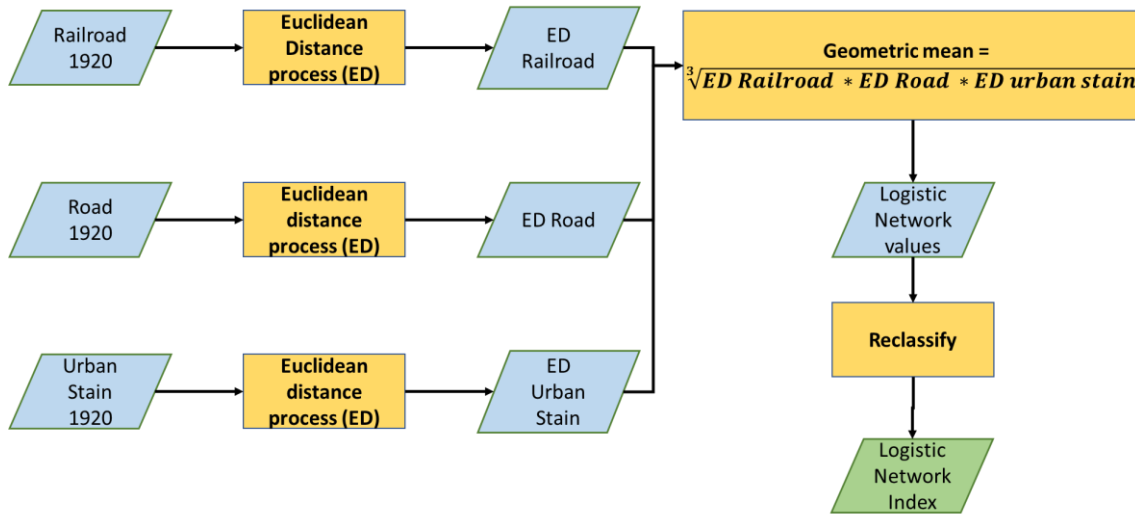 Railroad
1920
Euclidean
Distance
process (ED)
ED
Railroad
Geometric mean =
∛ED Railroad * ED Road * ED urban stain
Road
1920
Euclidean
distance
process (ED)
ED Road
Logistic
Network
values
Urban
Stain
1920
Euclidean
distance
process (ED)
ED
Urban
Stain
Reclassify
Logistic
Network
Index